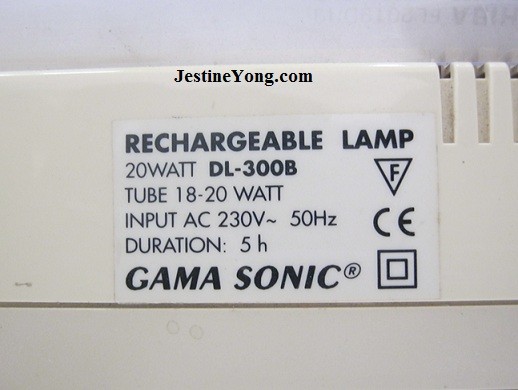 JestineYong.com
RECHARGEABLE LAMP
20WATT DL-300B
F
TUBE 18-20 WATT
INPUT AC 230V~ 50Hz
CE
DURATION: 5 h
GAMA SONIC®